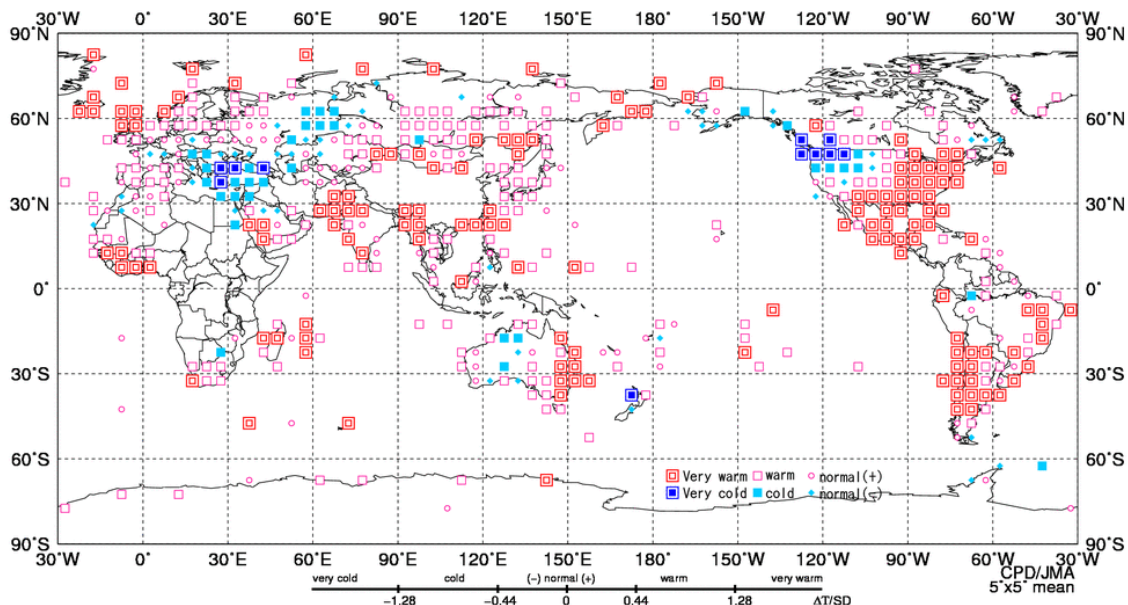 30°W 0° 30°E 60°E 90°E 120°E 150°E 180° 150°W 120°W 90°W 60°W 30°W
90°N 90°N
60°N 60°N
30°N 30°N
0° 0°
30°S 30°S
Very warm warm normal(+)
Very cold cold normal(−)
60°S 60°S
90°S 90°S
30°W 0° 30°E 60°E 90°E 120°E 150°E 180° 150°W 120°W 90°W 60°W 30°W
very cold cold (-) normal (+) warm very warm
-1.28 -0.44 0 0.44 1.28 ΔT/SD
CPD/JMA
5°x5° mean